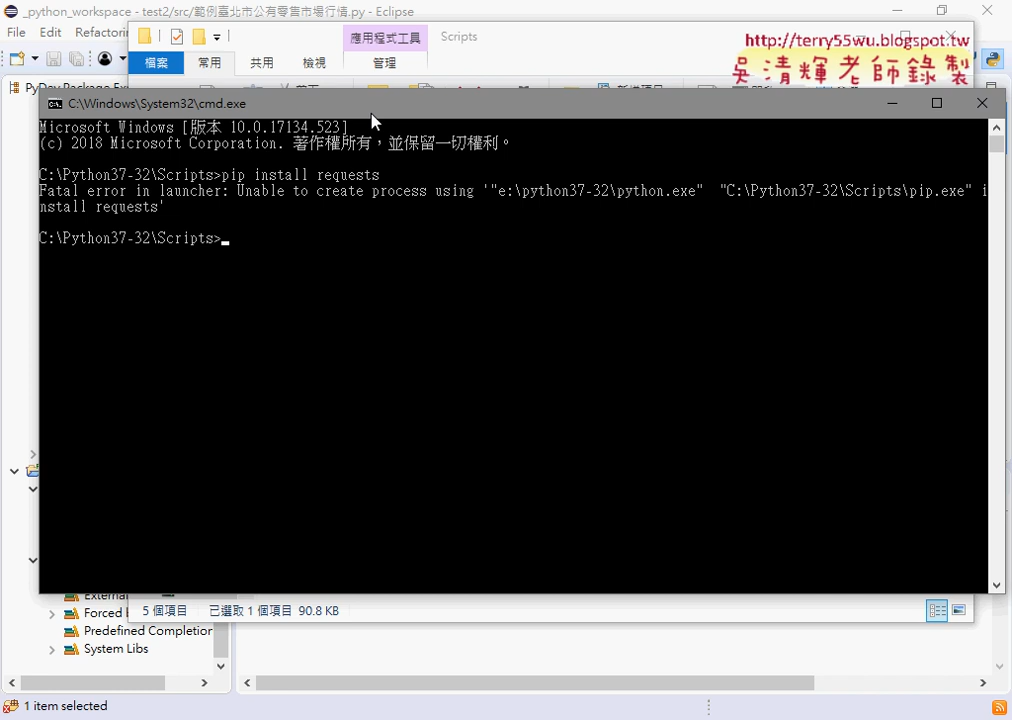 _python_workspace - test2/src/範例臺北市公有零售市場行情.py - Eclipse
File Edit Refactorin
應用程式工具 Scripts
檔案 常用 共用 檢視 管理
http://terry55wu.blogspot.tw
吳清輝老師錄製
PyDev Package Ex
C:\Windows\System32\cmd.exe
Microsoft Windows [版本 10.0.17134.523]
(c) 2018 Microsoft Corporation. 著作權所有，並保留一切權利。
C:\Python37-32\Scripts>pip install requests
Fatal error in launcher: Unable to create process using '"e:\python37-32\python.exe"  "C:\Python37-32\Scripts\pip.exe" i
nstall requests'
C:\Python37-32\Scripts>
External
Forced b
Predefined Completion
System Libs
5 個項目 已選取 1 個項目 90.8 KB
1 item selected